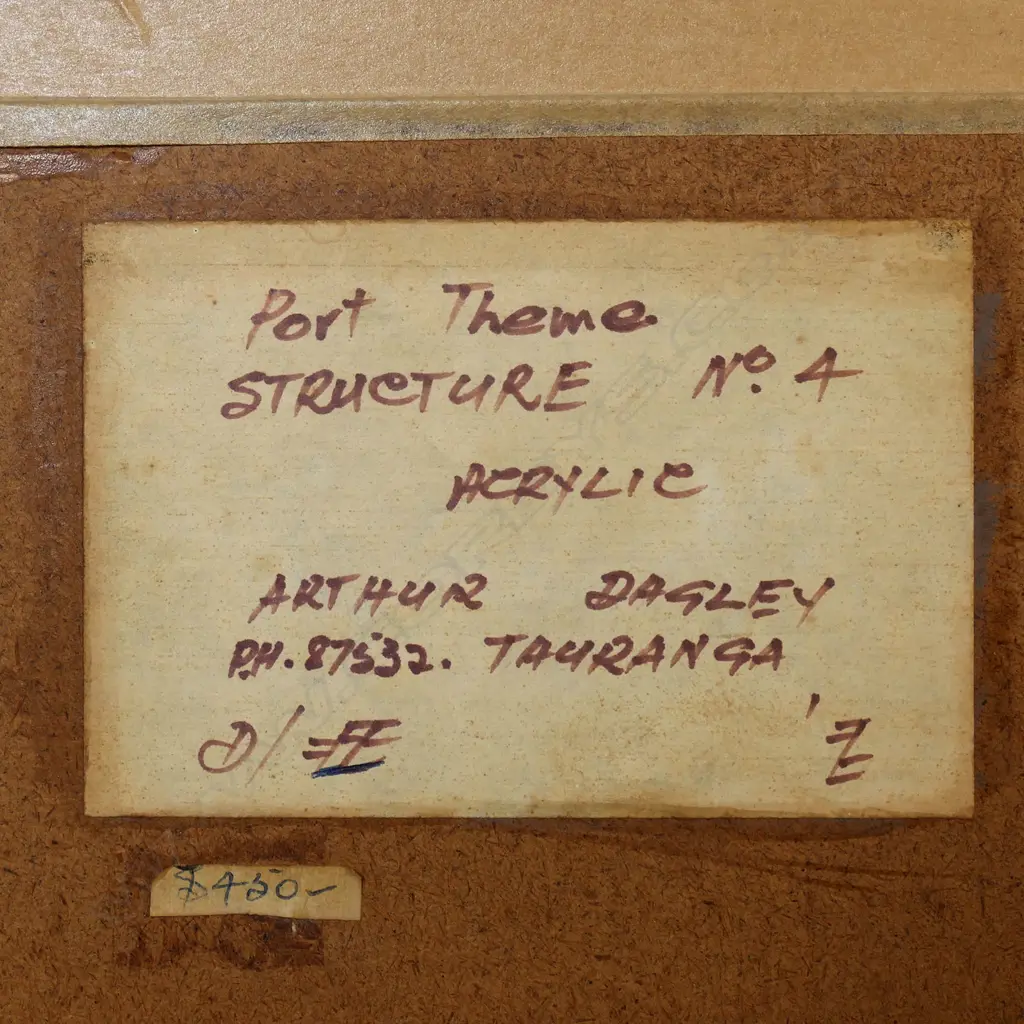 Port Theme
STRUCTURE Nº. 4
ACRYLIC
ARTHUR DAGLEY
PH. 87532. TAURANGA
D/
$450-